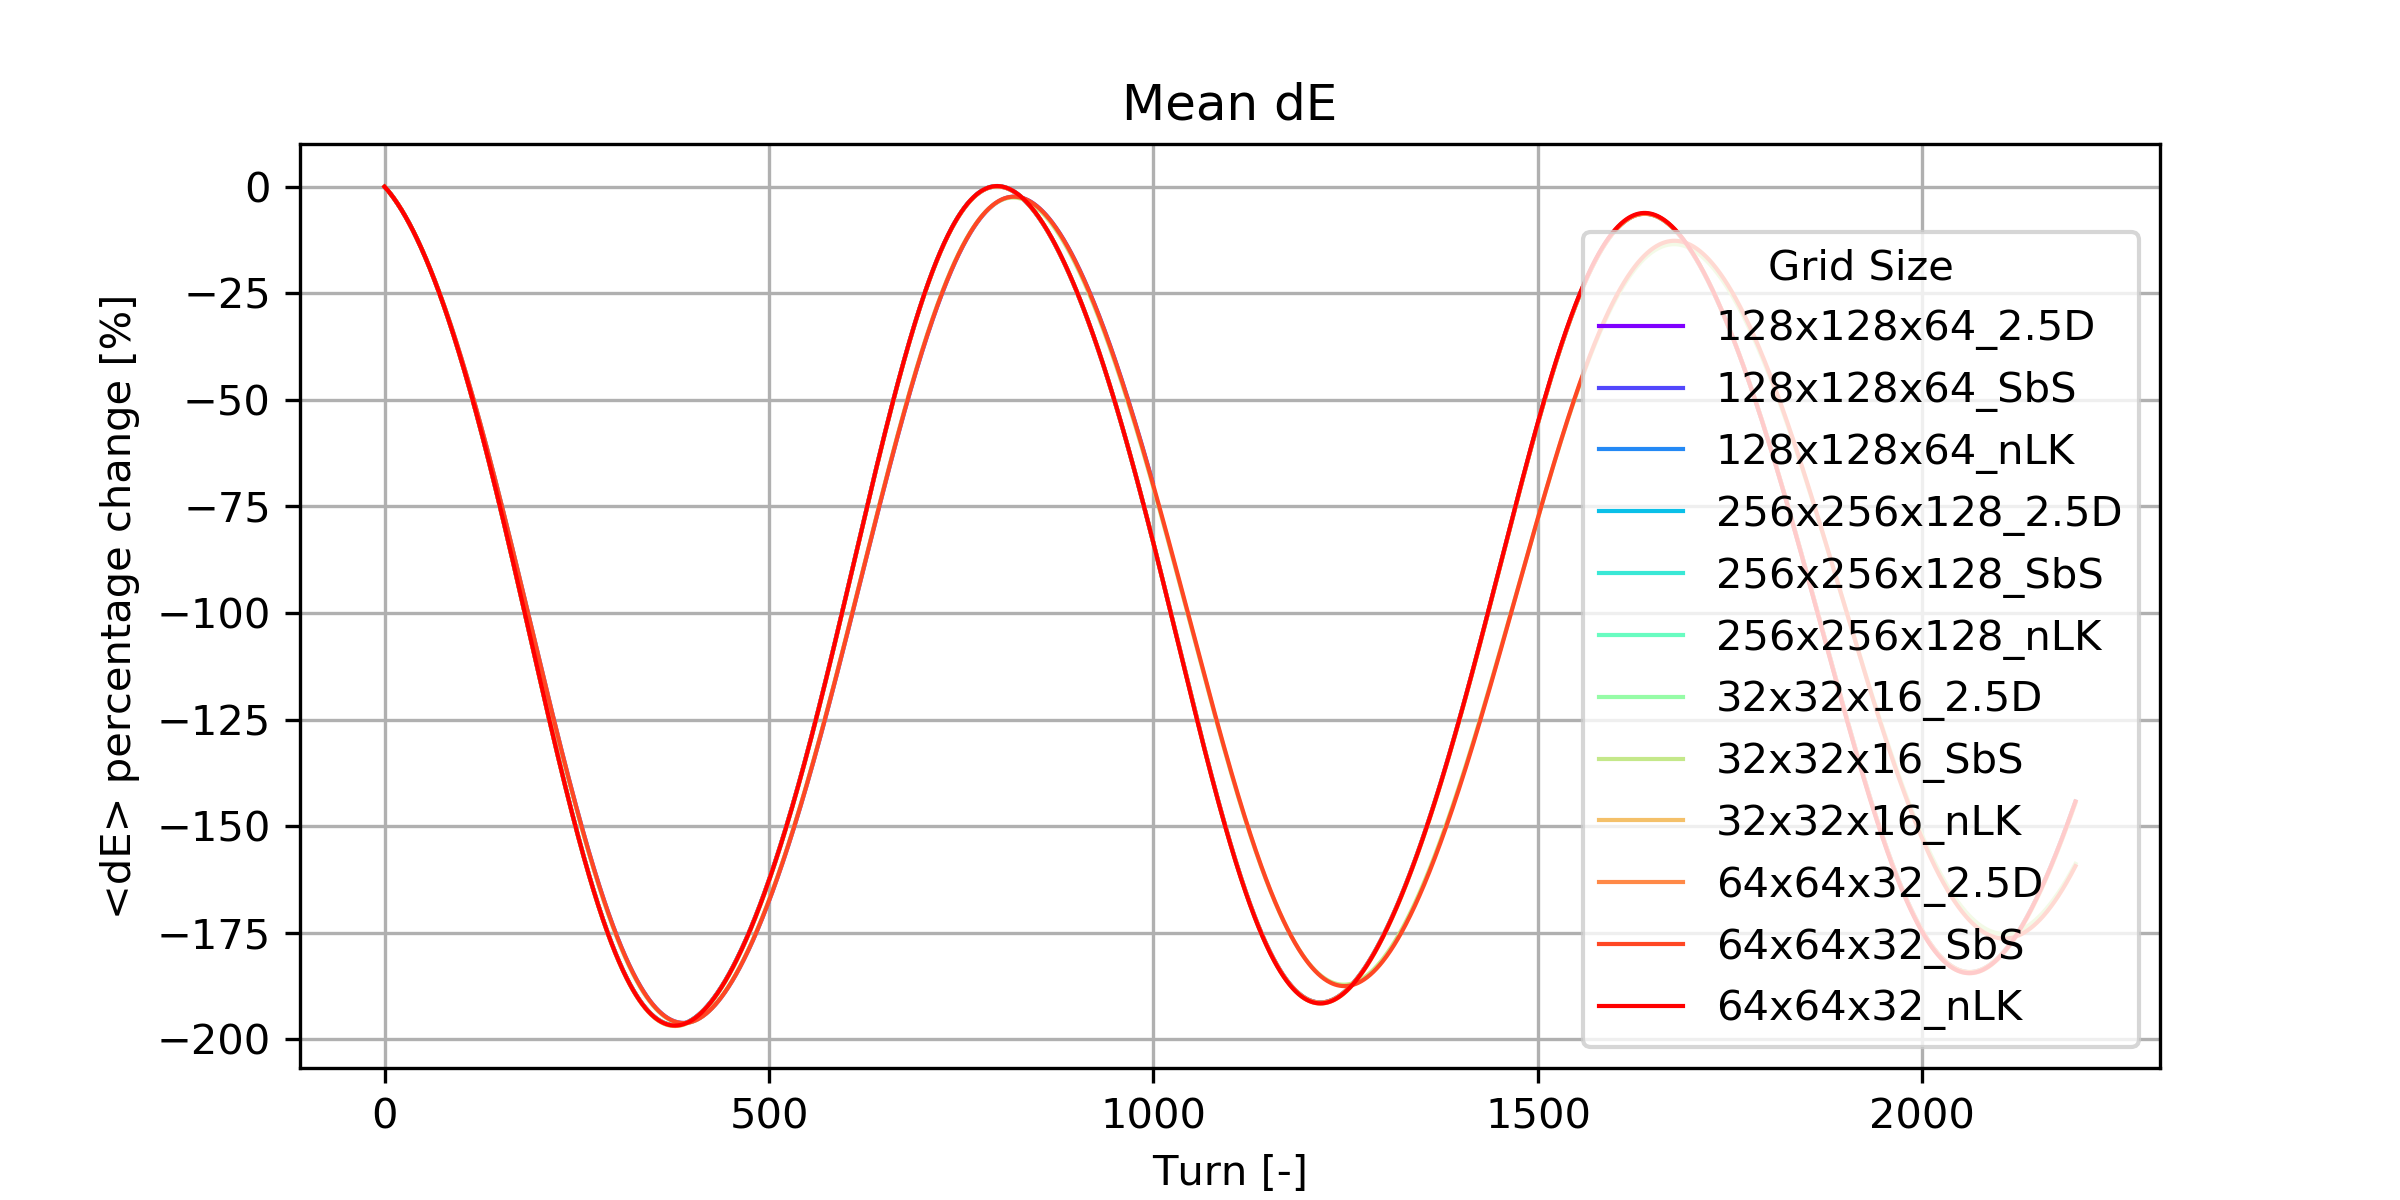 Mean dE
<dE> percentage change [%]
0
−25
−50
−75
−100
−125
−150
−175
−200
Grid Size
128x128x64_2.5D
128x128x64_SbS
128x128x64_nLK
256x256x128_2.5D
256x256x128_SbS
256x256x128_nLK
32x32x16_2.5D
32x32x16_SbS
32x32x16_nLK
64x64x32_2.5D
64x64x32_SbS
64x64x32_nLK
0 500 1000 1500 2000
Turn [-]